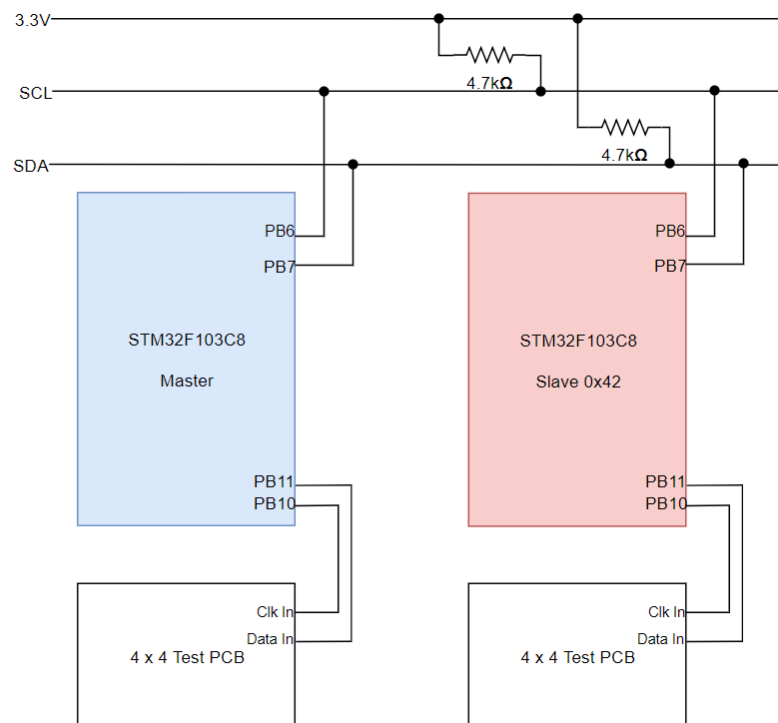 3.3V
4.7kΩ
SCL
4.7kΩ
SDA
PB6
PB7
STM32F103C8
Master
PB11
PB10
PB6
PB7
STM32F103C8
Slave 0x42
PB11
PB10
Clk In
Data In
4 x 4 Test PCB
Clk In
Data In
4 x 4 Test PCB